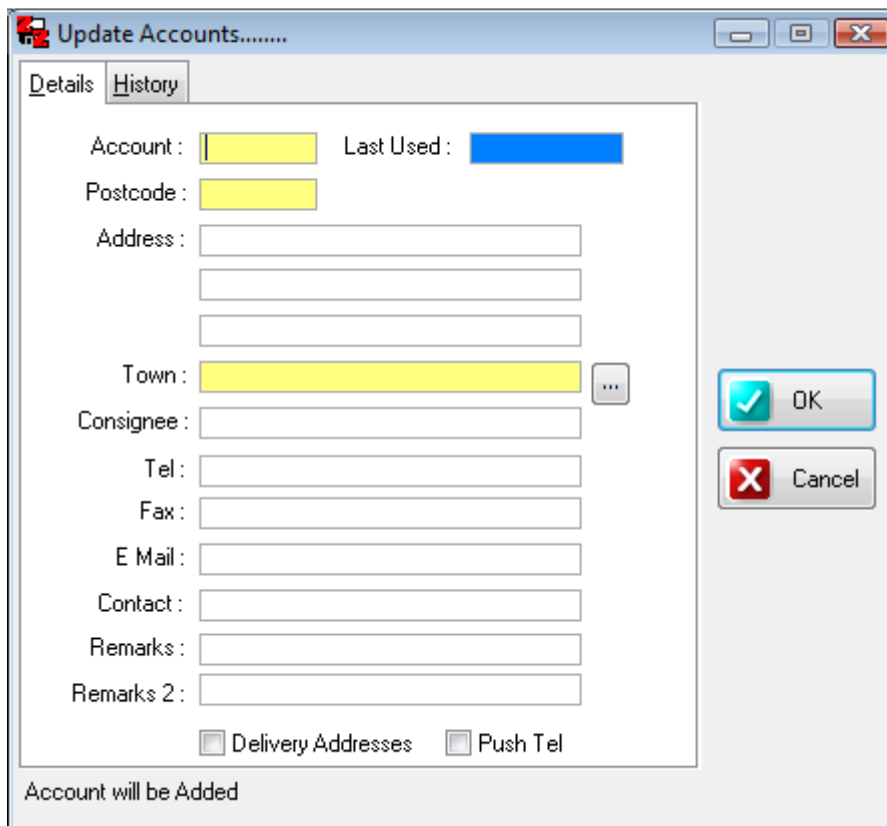 Update Accounts........
Details History
Account : Last Used :
Postcode :
Address :
Town : ...
Consignee :
OK
Tel :
Cancel
Fax :
E Mail :
Contact :
Remarks :
Remarks 2 :
Delivery Addresses Push Tel
Account will be Added